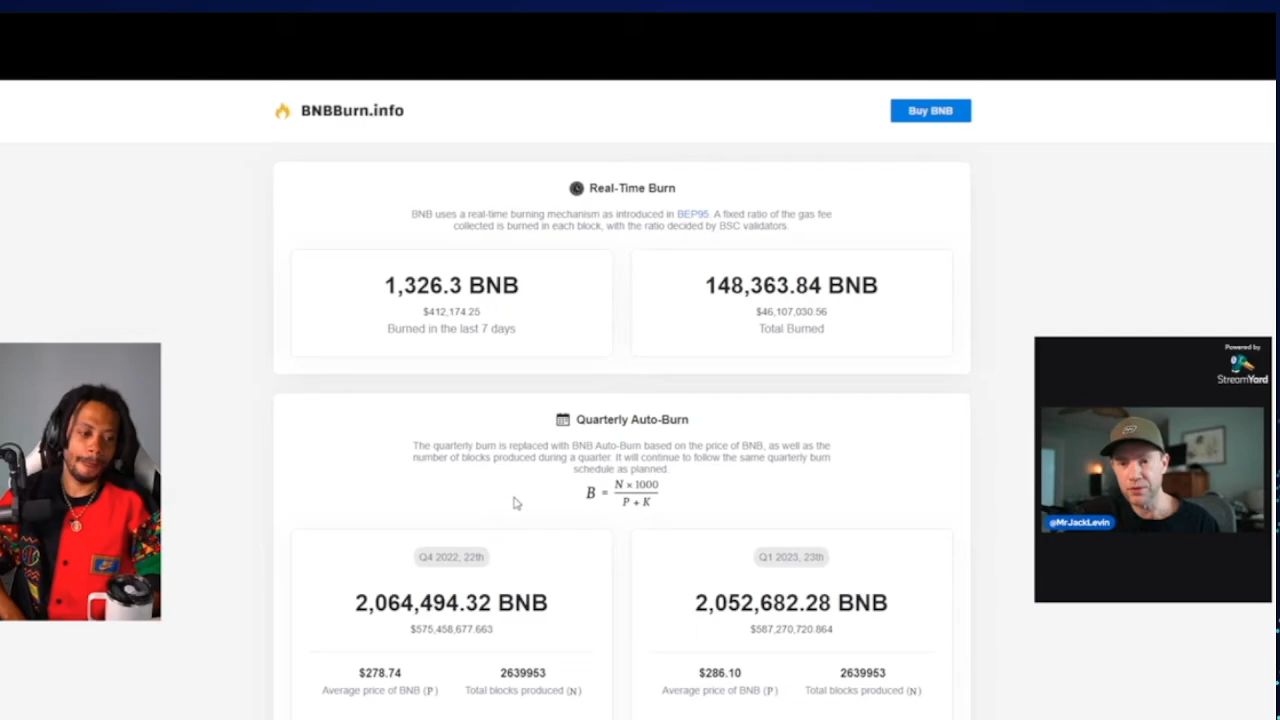 BNBBurn.info
Buy BNB
Real-Time Burn
BNB uses a real-time burning mechanism as introduced in BEP95. A fixed ratio of the gas fee
collected is burned in each block, with the ratio decided by BSC validators.
1,326.3 BNB
$412,174.25
Burned in the last 7 days
148,363.84 BNB
$46,107,030.56
Total Burned
Powered by
StreamYard
@MrJackLevin
Quarterly Auto-Burn
The quarterly burn is replaced with BNB Auto-Burn based on the price of BNB, as well as the
number of blocks produced during a quarter. It will continue to follow the same quarterly burn
schedule as planned.
B = N × 1000
P + K
Q4 2022, 22th
2,064,494.32 BNB
$575,458,677.663
$278.74
Average price of BNB (P)
2639953
Total blocks produced (N)
Q1 2023, 23th
2,052,682.28 BNB
$587,270,720.864
$286.10
Average price of BNB (P)
2639953
Total blocks produced (N)